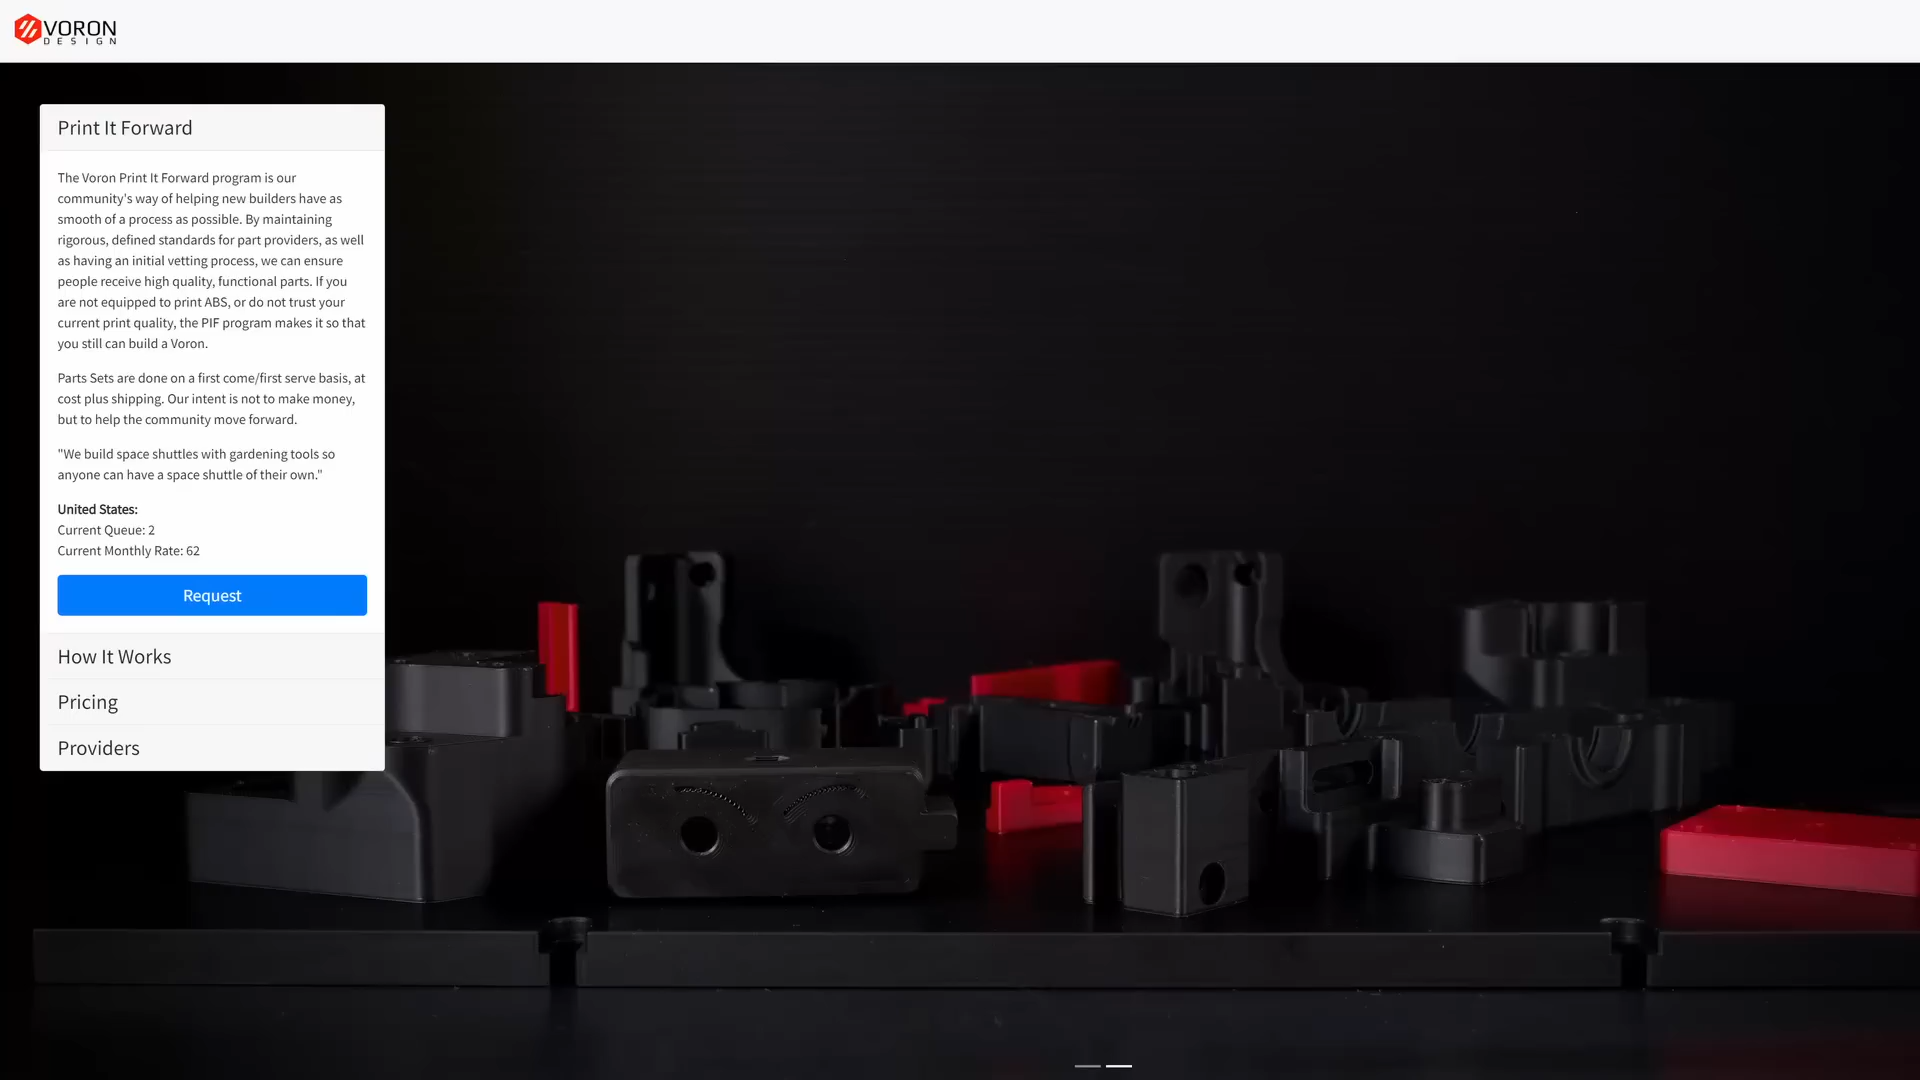 VORON
DESIGN
Print It Forward
The Voron Print It Forward program is our
community's way of helping new builders have as
smooth of a process as possible. By maintaining
rigorous, defined standards for part providers, as well
as having an initial vetting process, we can ensure
people receive high quality, functional parts. If you
are not equipped to print ABS, or do not trust your
current print quality, the PIF program makes it so that
you still can build a Voron.
Parts Sets are done on a first come/first serve basis, at
cost plus shipping. Our intent is not to make money,
but to help the community move forward.
"We build space shuttles with gardening tools so
anyone can have a space shuttle of their own."
United States:
Current Queue: 2
Current Monthly Rate: 62
Request
How It Works
Pricing
Providers